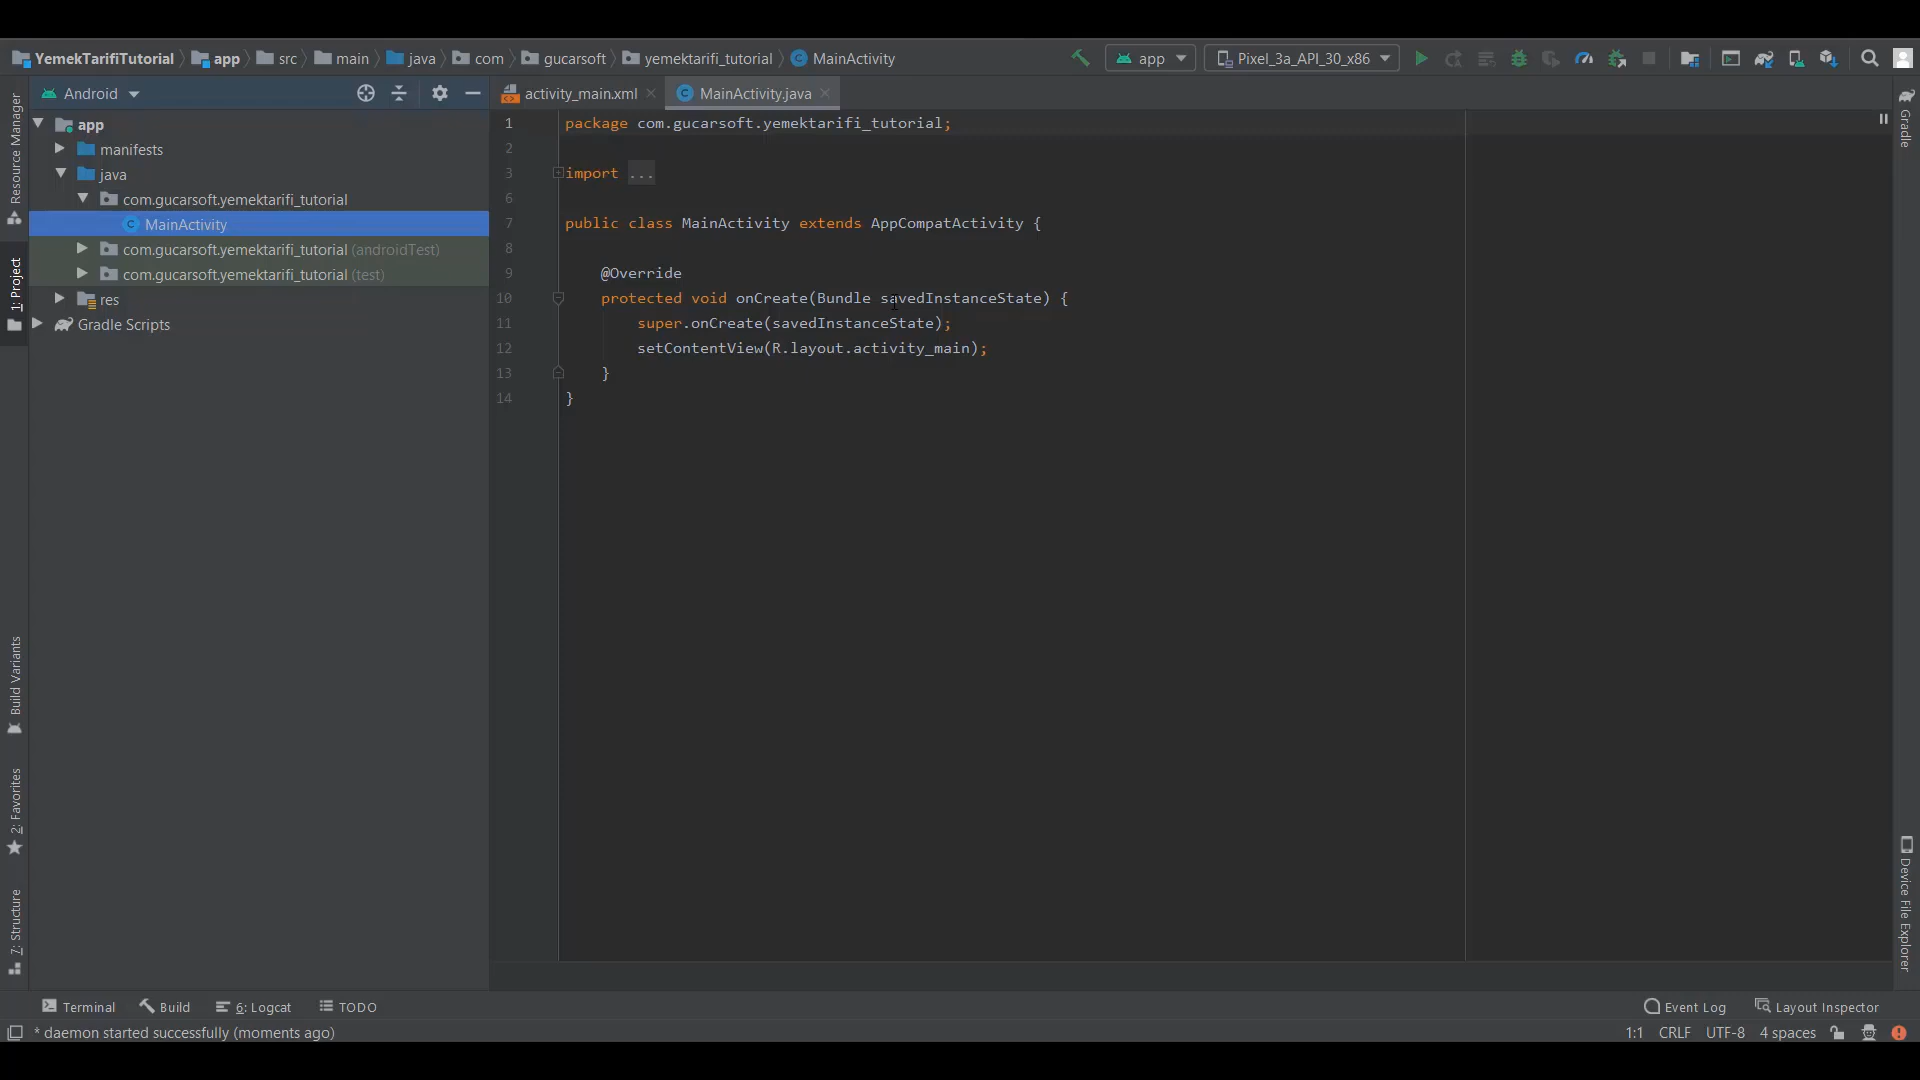 YemekTarifiTutorial app src main java com gucarsoft yemektarifi_tutorial MainActivity
app Pixel_3a_API_30_x86
Android
activity_main.xml MainActivity.java
Resource Manager
1: Project
Build Variants
2: Favorites
7: Structure
app
manifests
java
com.gucarsoft.yemektarifi_tutorial
MainActivity
com.gucarsoft.yemektarifi_tutorial (androidTest)
com.gucarsoft.yemektarifi_tutorial (test)
res
Gradle Scripts
1 package com.gucarsoft.yemektarifi_tutorial;
2
3 import ...
6
7 public class MainActivity extends AppCompatActivity {
8
9 @Override
10 protected void onCreate(Bundle savedInstanceState) {
11 super.onCreate(savedInstanceState);
12 setContentView(R.layout.activity_main);
13 }
14 }
Gradle
Device File Explorer
Terminal Build 6: Logcat TODO Event Log Layout Inspector
* daemon started successfully (moments ago) 1:1 CRLF UTF-8 4 spaces